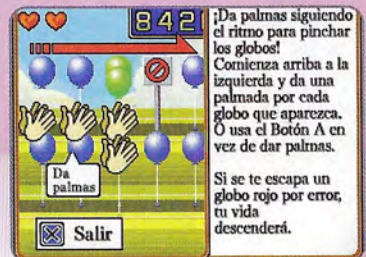 842
¡Da palmas siguiendo
el ritmo para pinchar
los globos!
Comienza arriba a la
izquierda y da una
palmada por cada
globo que aparezca.
O usa el Botón A en
vez de dar palmas.
Si se te escapa un
globo rojo por error,
tu vida
descenderá.
Da
palmas
Salir